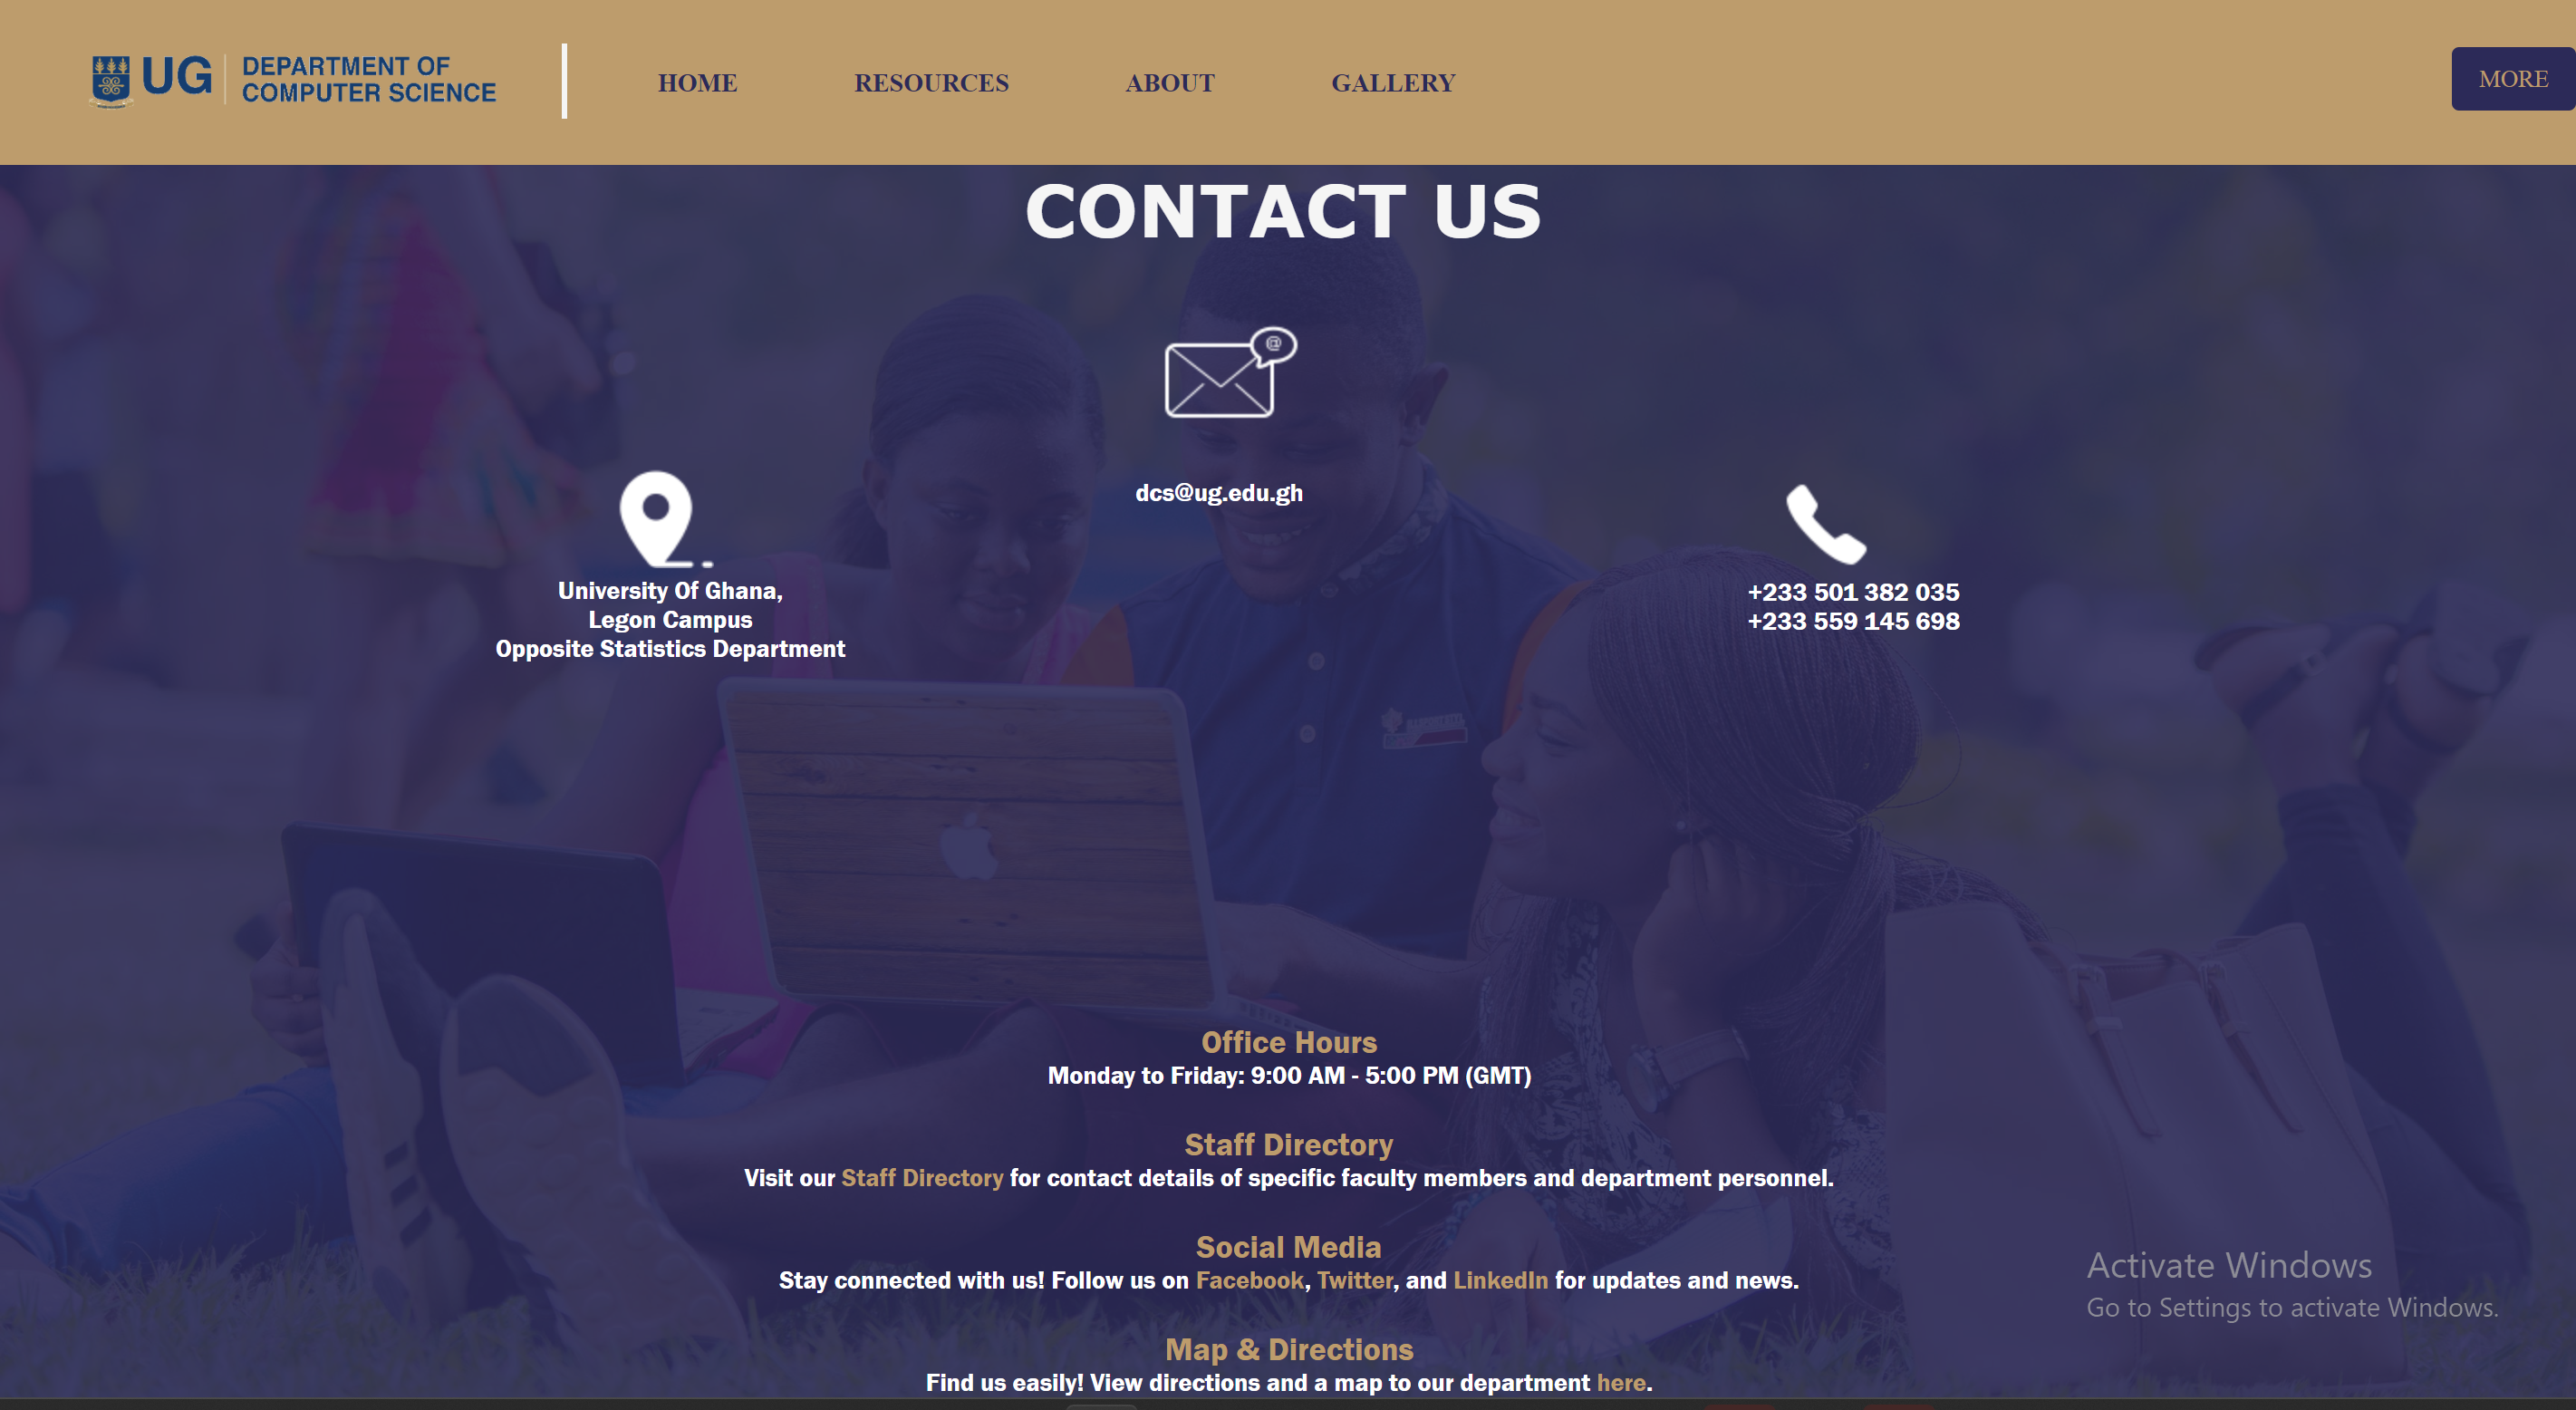 UG DEPARTMENT OF
COMPUTER SCIENCE
HOME RESOURCES ABOUT GALLERY MORE
CONTACT US
@
dcs@ug.edu.gh
University Of Ghana,
Legon Campus
Opposite Statistics Department
+233 501 382 035
+233 559 145 698
Office Hours
Monday to Friday: 9:00 AM - 5:00 PM (GMT)
Staff Directory
Visit our Staff Directory for contact details of specific faculty members and department personnel.
Social Media
Stay connected with us! Follow us on Facebook, Twitter, and LinkedIn for updates and news.
Map & Directions
Find us easily! View directions and a map to our department here.
Activate Windows
Go to Settings to activate Windows.